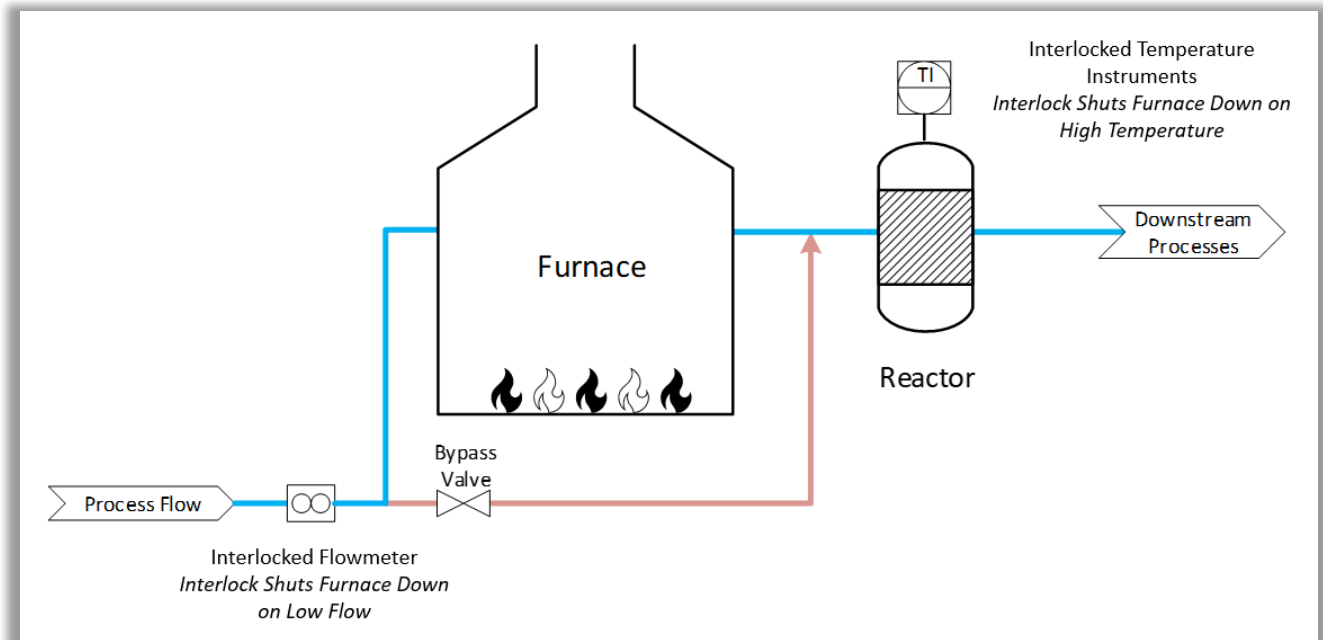 Interlocked Temperature
Instruments
Interlock Shuts Furnace Down on
High Temperature
TI
Furnace
Downstream
Processes
Reactor
Bypass
Valve
Process Flow
Interlocked Flowmeter
Interlock Shuts Furnace Down
on Low Flow